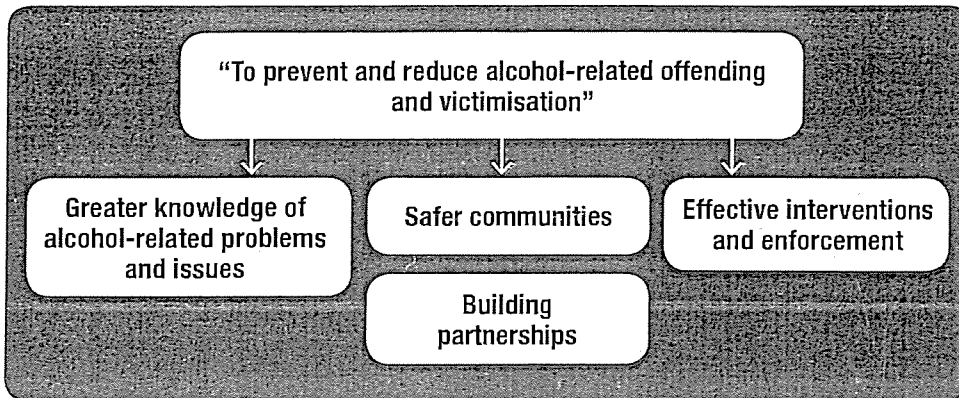 “To prevent and reduce alcohol-related offending
and victimisation”
Greater knowledge of
alcohol-related problems
and issues
Safer communities
Effective interventions
and enforcement
Building
partnerships